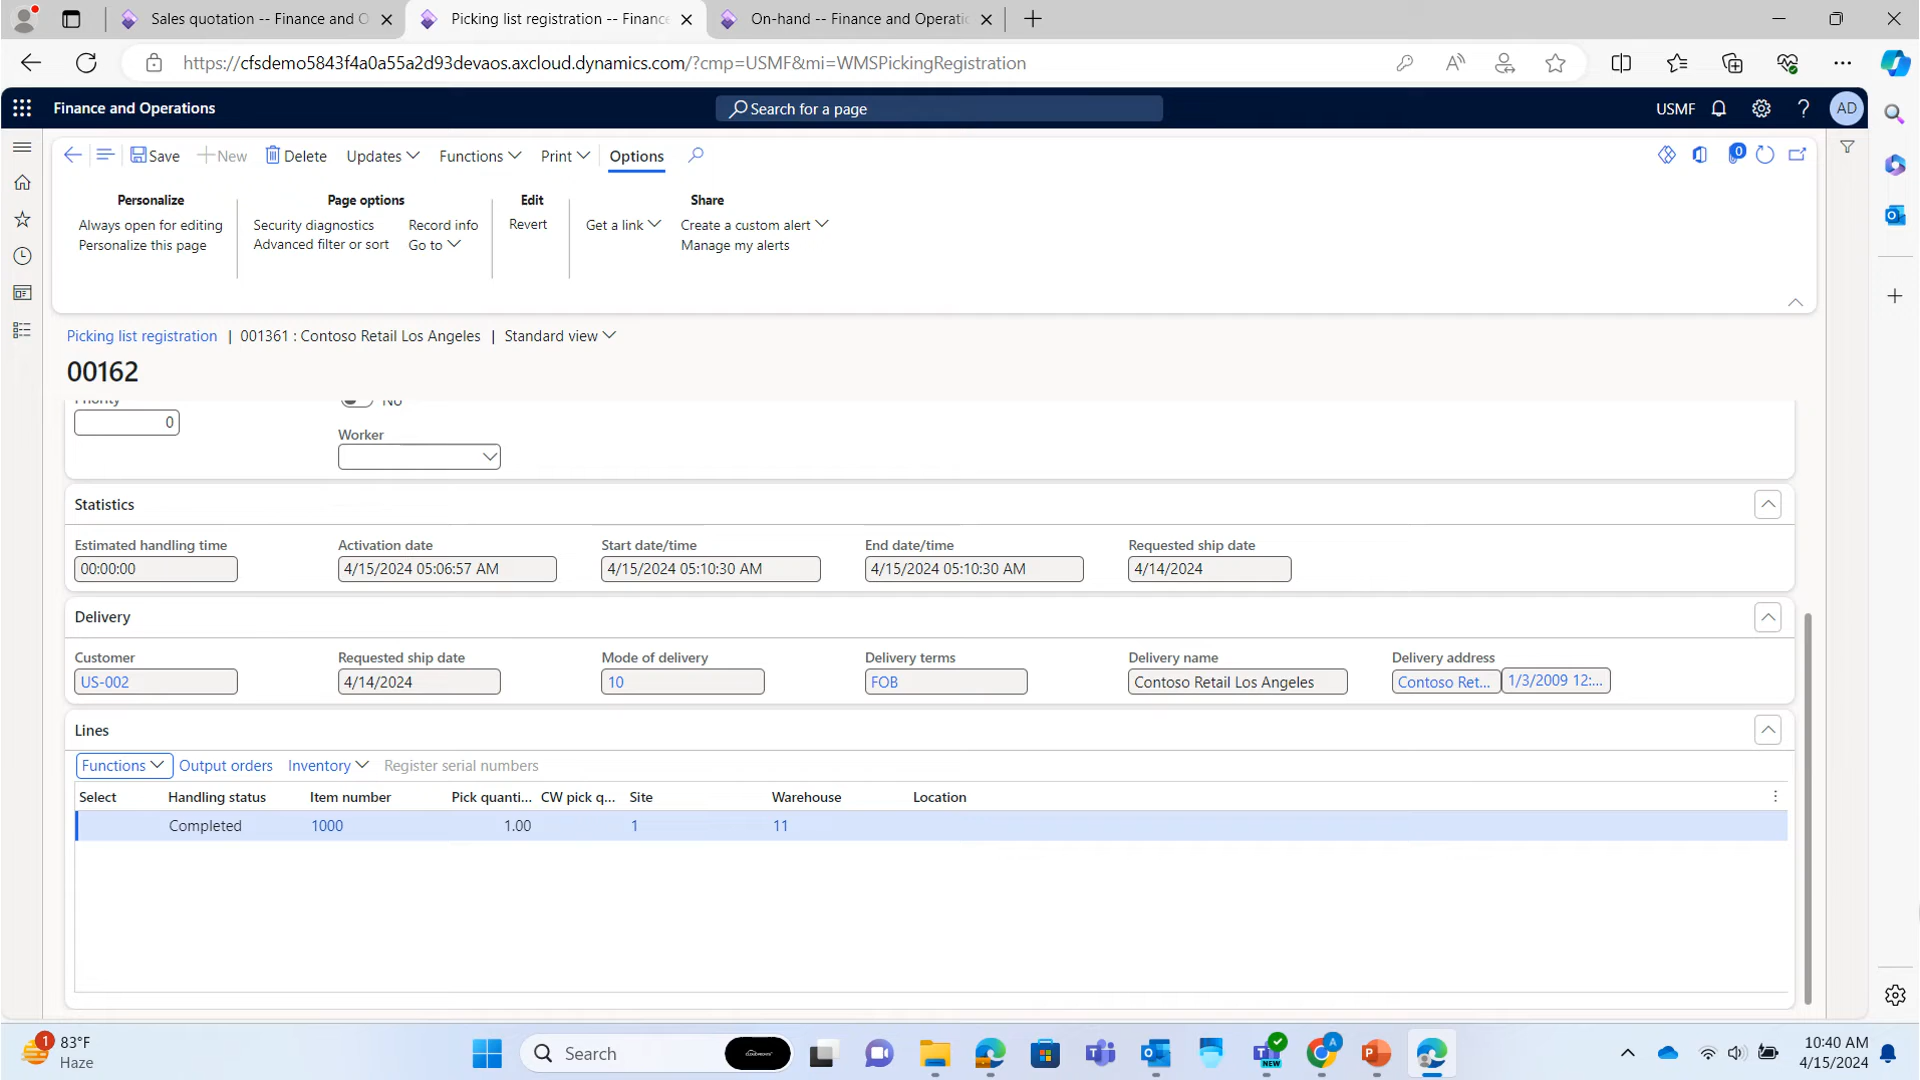 Sales quotation -- Finance and O
Picking list registration -- Finance
On-hand -- Finance and Operatio
https://cfsdemo5843f4a0a55a2d93devaos.axcloud.dynamics.com/?cmp=USMF&mi=WMSPickingRegistration
Finance and Operations
Search for a page
USMF
AD
Save
New
Delete
Updates
Functions
Print
Options
0
Personalize
Always open for editing
Personalize this page
Page options
Security diagnostics
Record info
Advanced filter or sort
Go to
Edit
Revert
Get a link
Share
Create a custom alert
Manage my alerts
Picking list registration | 001361 : Contoso Retail Los Angeles | Standard view
00162
Priority
No
0
Worker
Statistics
Estimated handling time
Activation date
Start date/time
End date/time
Requested ship date
00:00:00
4/15/2024 05:06:57 AM
4/15/2024 05:10:30 AM
4/15/2024 05:10:30 AM
4/14/2024
Delivery
Customer
Requested ship date
Mode of delivery
Delivery terms
Delivery name
Delivery address
US-002
4/14/2024
10
FOB
Contoso Retail Los Angeles
Contoso Ret...
1/3/2009 12:...
Lines
Functions
Output orders
Inventory
Register serial numbers
Select
Handling status
Item number
Pick quanti...
CW pick q...
Site
Warehouse
Location
Completed
1000
1.00
1
11
1
83°F
Haze
Search
A
NEW
10:40 AM
4/15/2024